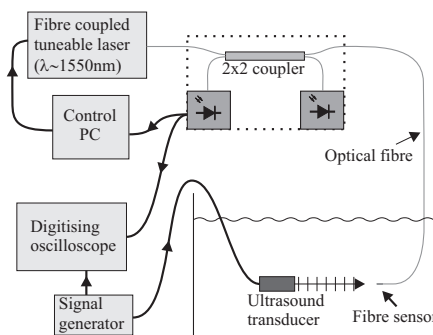 Fibre coupled
tuneable laser
(λ~1550nm)
2x2 coupler
Control
PC
Optical fibre
Digitising
oscilloscope
Signal
generator
Ultrasound
transducer
Fibre sensor